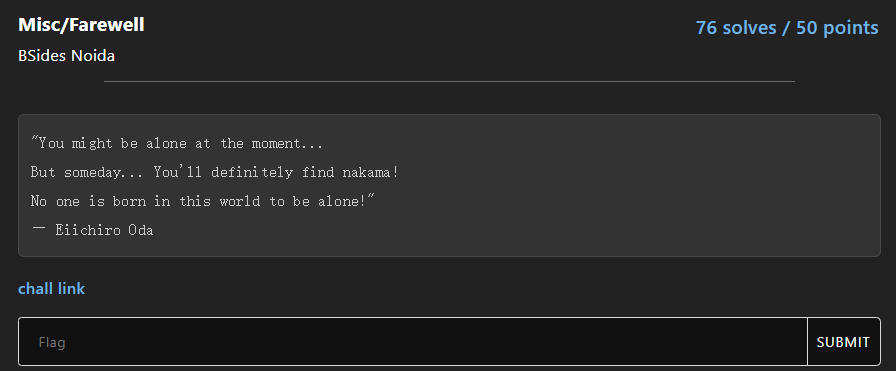 Misc/Farewell
76 solves / 50 points
BSides Noida
"You might be alone at the moment...
But someday... You'll definitely find nakama!
No one is born in this world to be alone!"
― Eiichiro Oda
chall link
Flag
SUBMIT